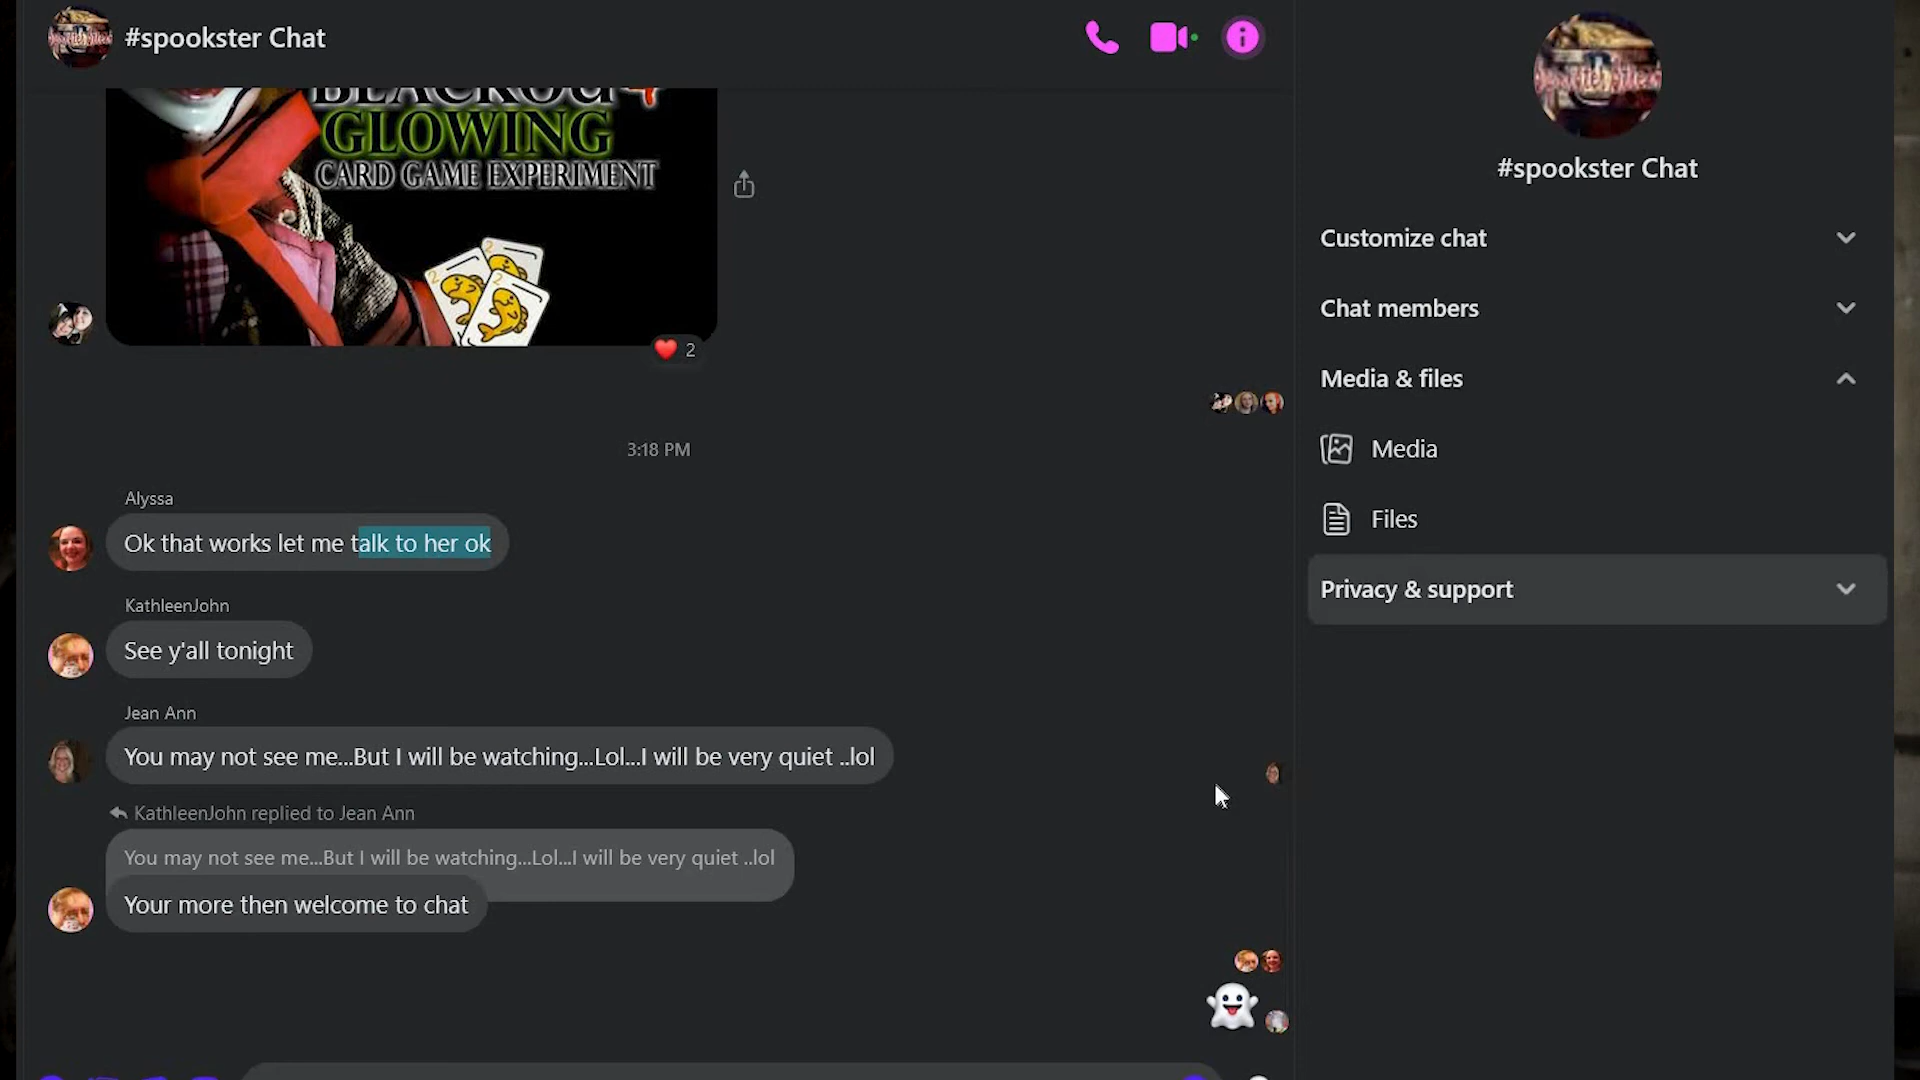 #spookster Chat
GLOWING
CARD GAME EXPERIMENT
2
2
2
2
3:18 PM
Alyssa
Ok that works let me talk to her ok
KathleenJohn
See y'all tonight
Jean Ann
You may not see me...But I will be watching...Lol...I will be very quiet ..lol
KathleenJohn replied to Jean Ann
You may not see me...But I will be watching...Lol...I will be very quiet ..lol
Your more then welcome to chat
#spookster Chat
Customize chat
Chat members
Media & files
Media
Files
Privacy & support